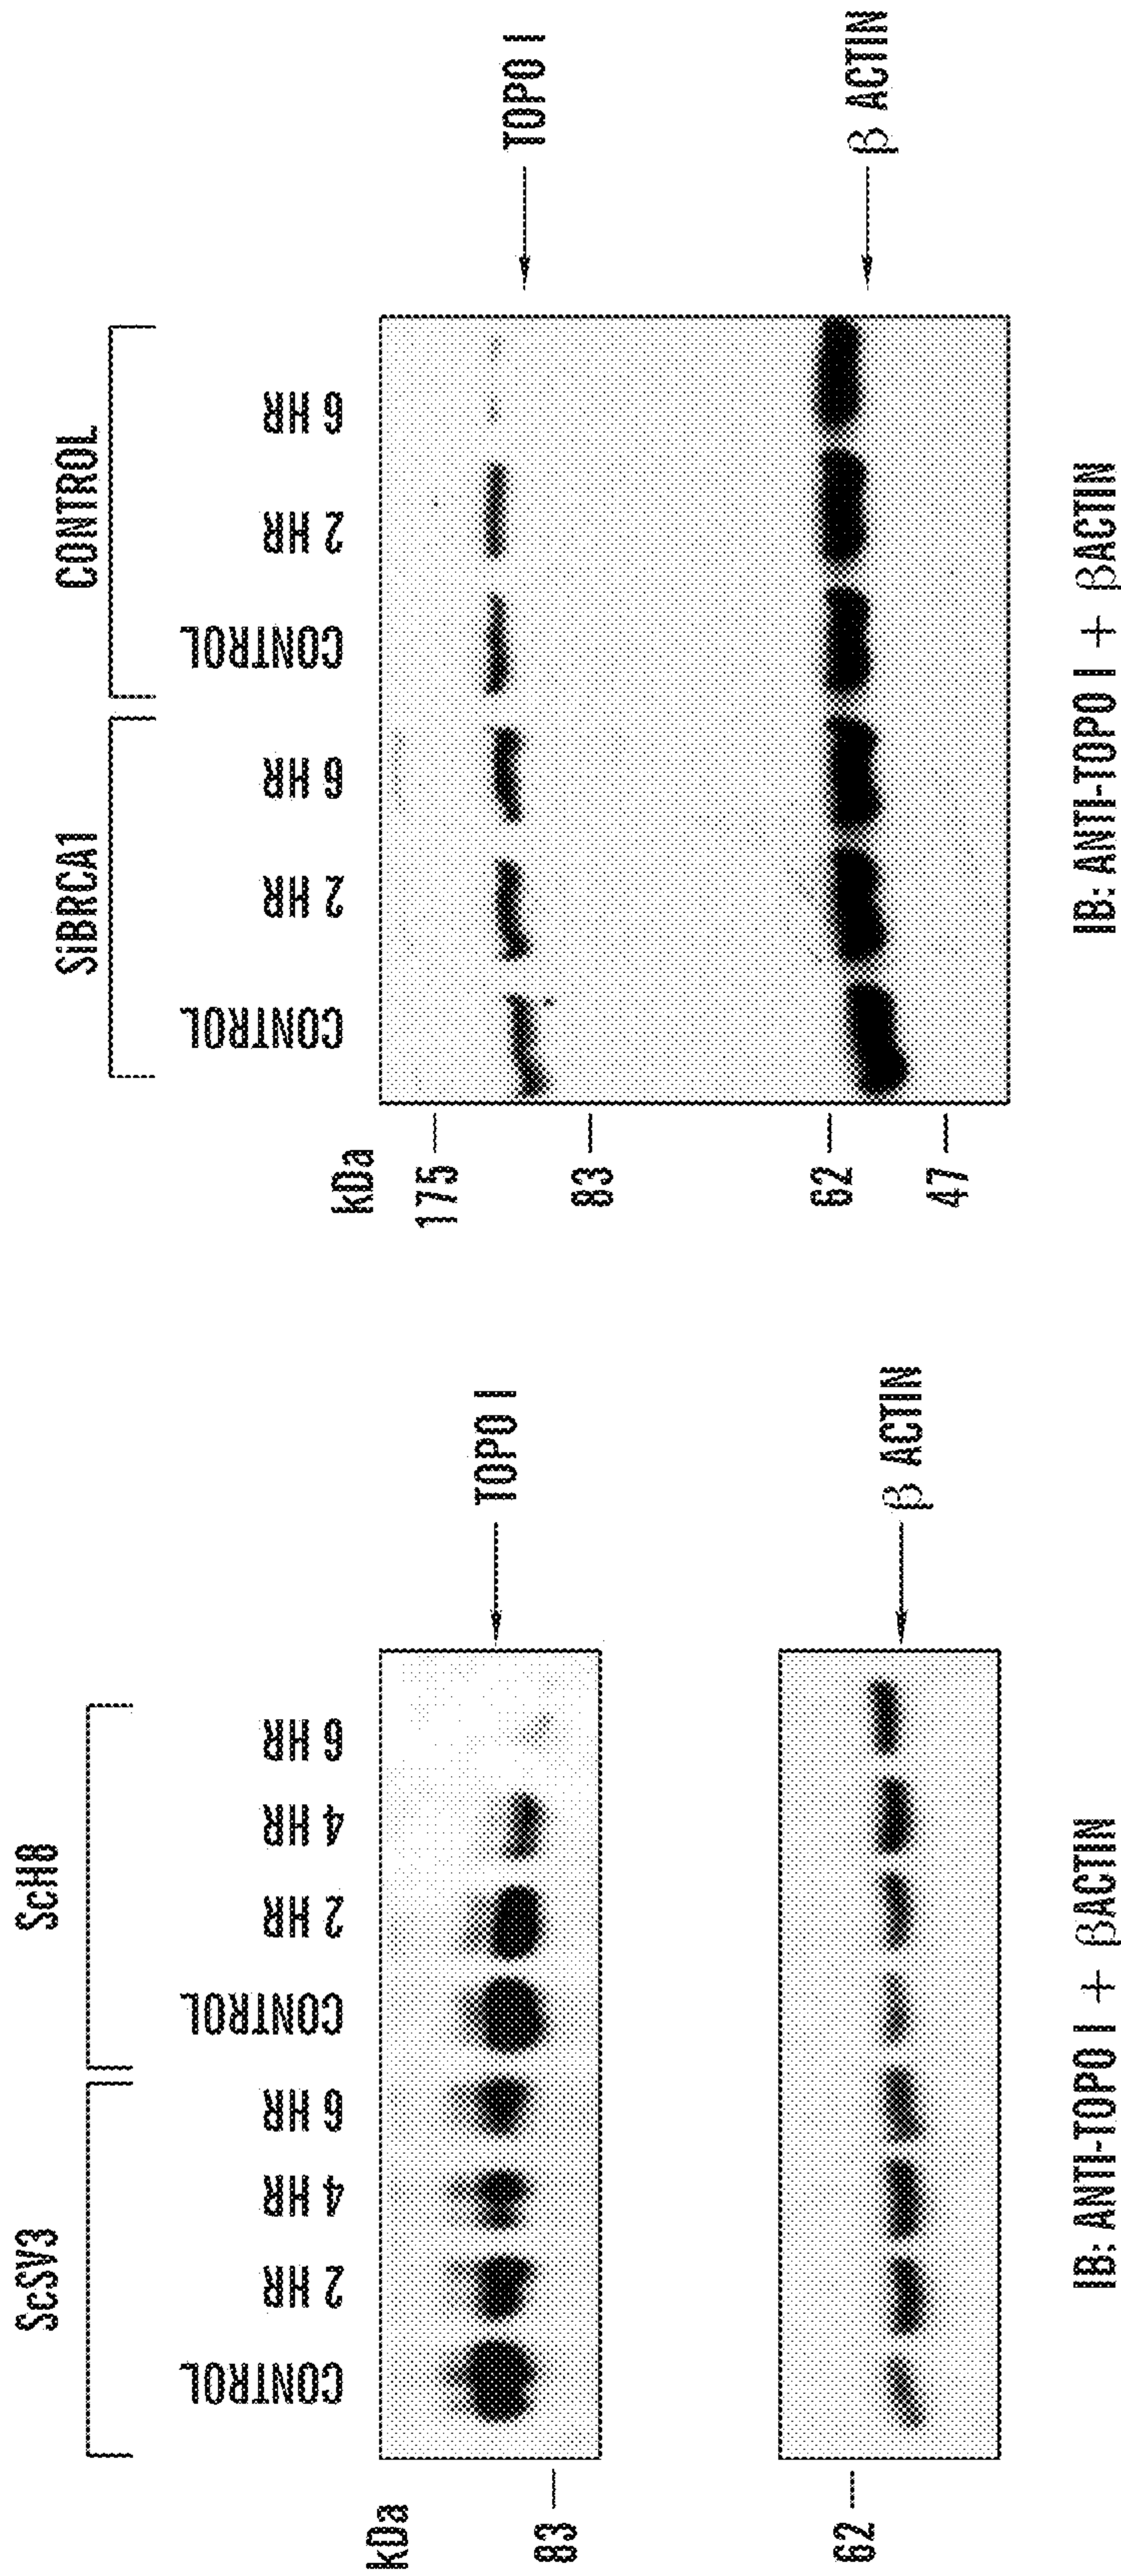 ScSV3 ScH8
CONTROL 2 HR 4 HR 6 HR CONTROL 2 HR 4 HR 6 HR
kDa
83
TOPO I
62
β ACTIN
IB: ANTI-TOPO I + βACTIN
SiBRCA1 CONTROL
CONTROL 2 HR 6 HR CONTROL 2 HR 6 HR
kDa
175
TOPO I
83
62
β ACTIN
47
IB: ANTI-TOPO I + βACTIN